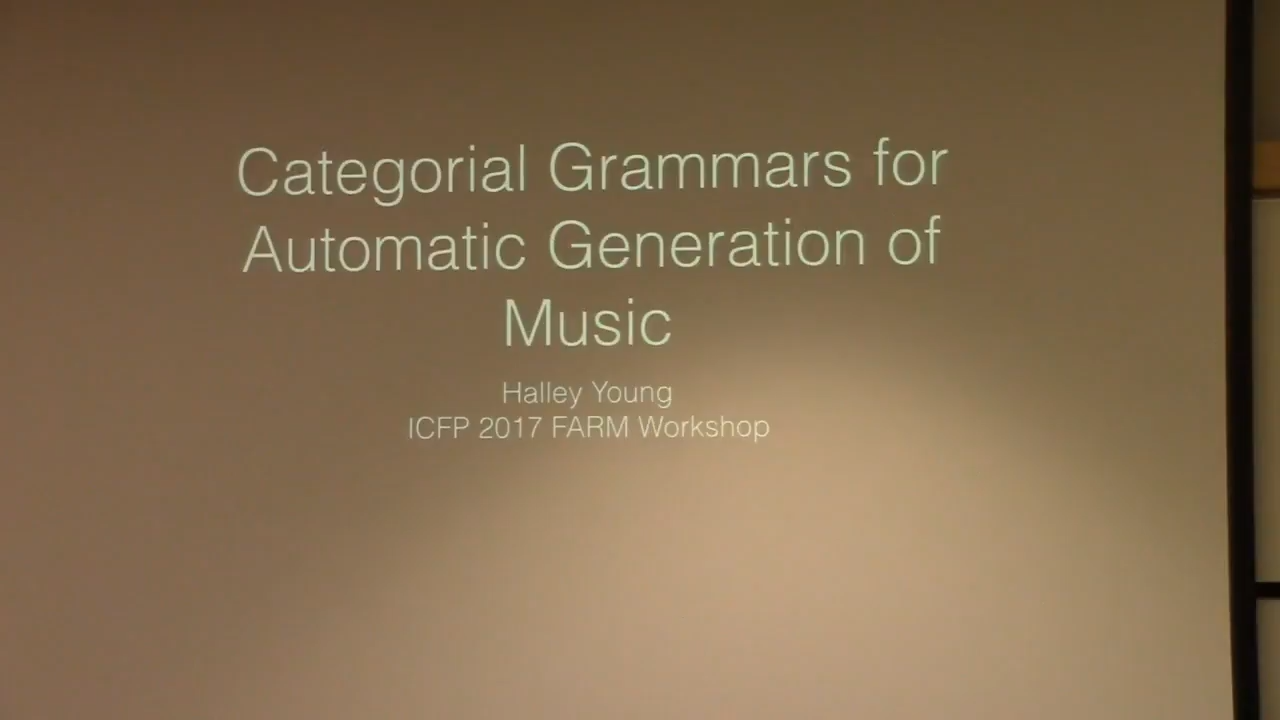 Categorial Grammars for
Automatic Generation of
Music
Halley Young
ICFP 2017 FARM Workshop